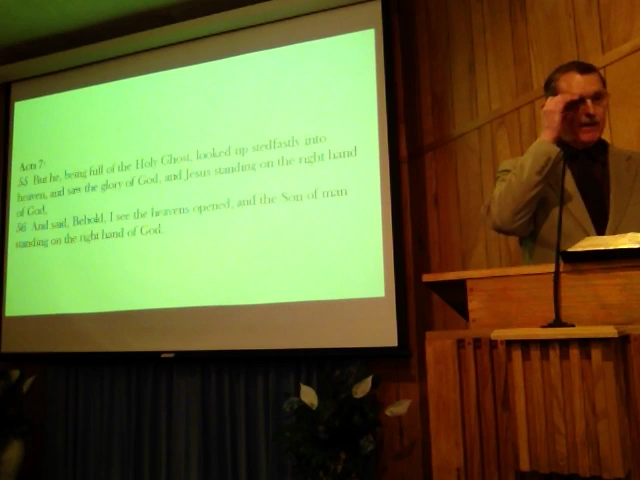 Acts 7:
55 But he, being full of the Holy Ghost, looked up stedfastly into
heaven, and saw the glory of God, and Jesus standing on the right hand
of God,
56 And said, Behold, I see the heavens opened, and the Son of man
standing on the right hand of God.